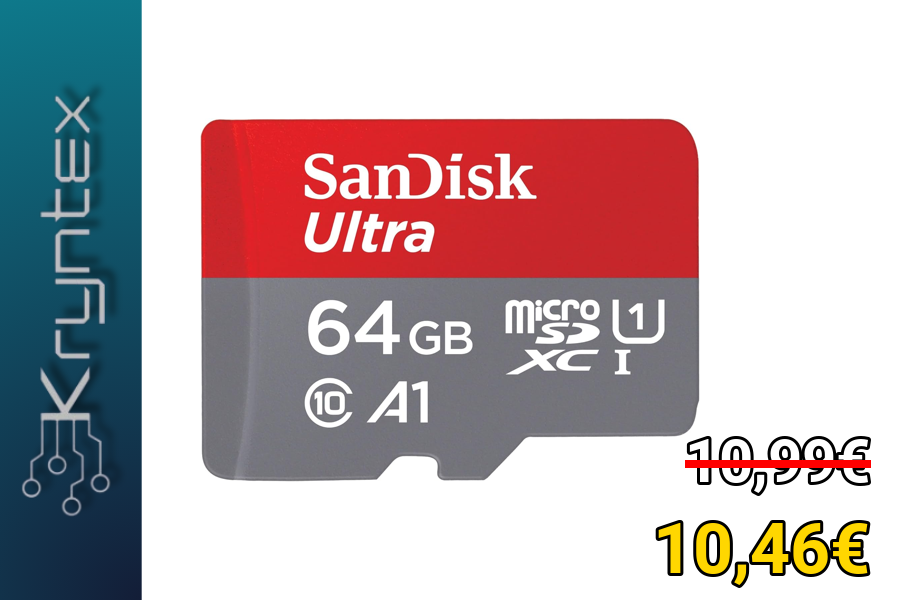 Kryntex
SanDisk
Ultra
64 GB
micro SD XC I U1
10 A1
10,99€
10,46€